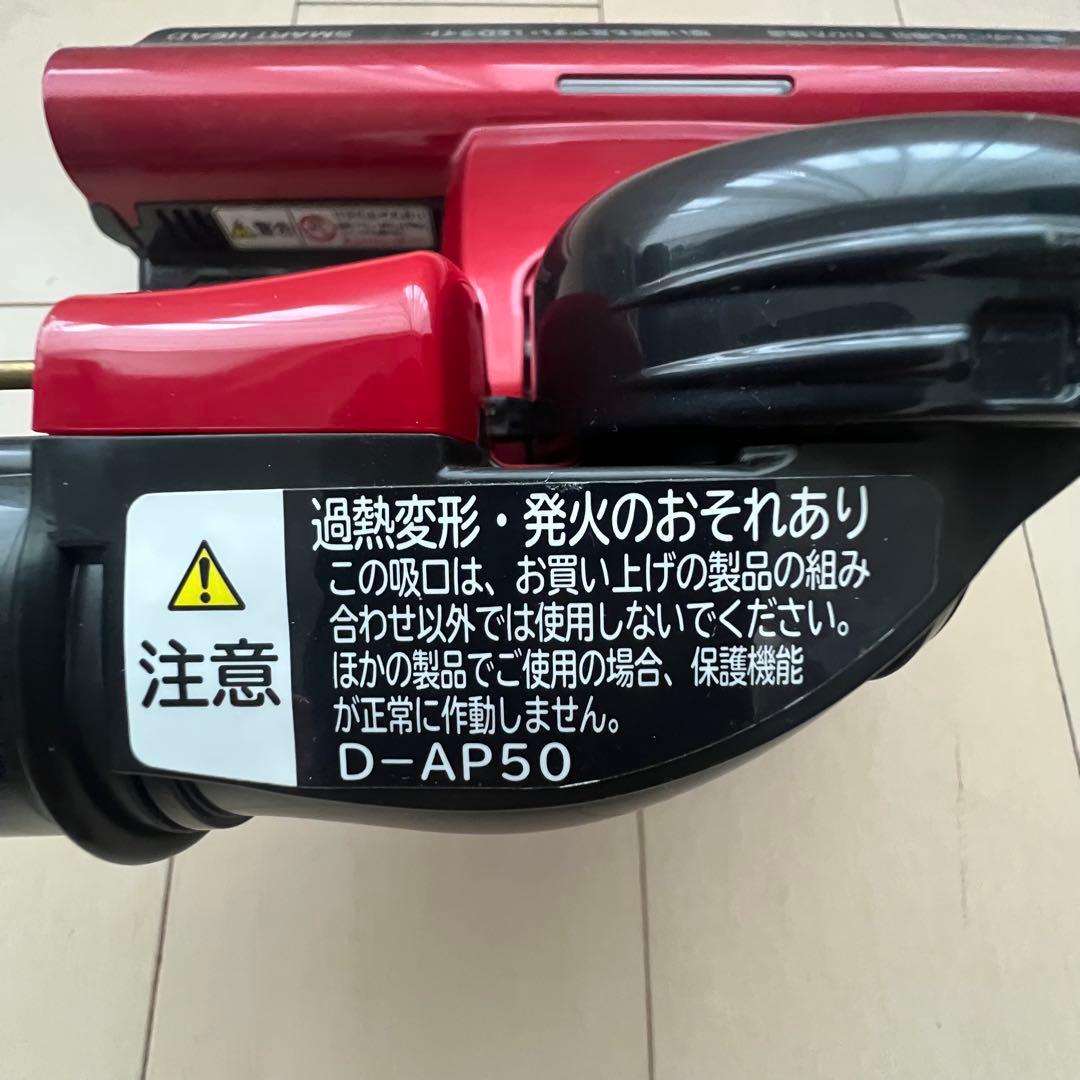 SMART HEAD
警告
注意
過熱変形・発火のおそれあり
この吸口は、お買い上げの製品の組み
合わせ以外では使用しないでください。
ほかの製品でご使用の場合、保護機能
が正常に作動しません。
D-AP50